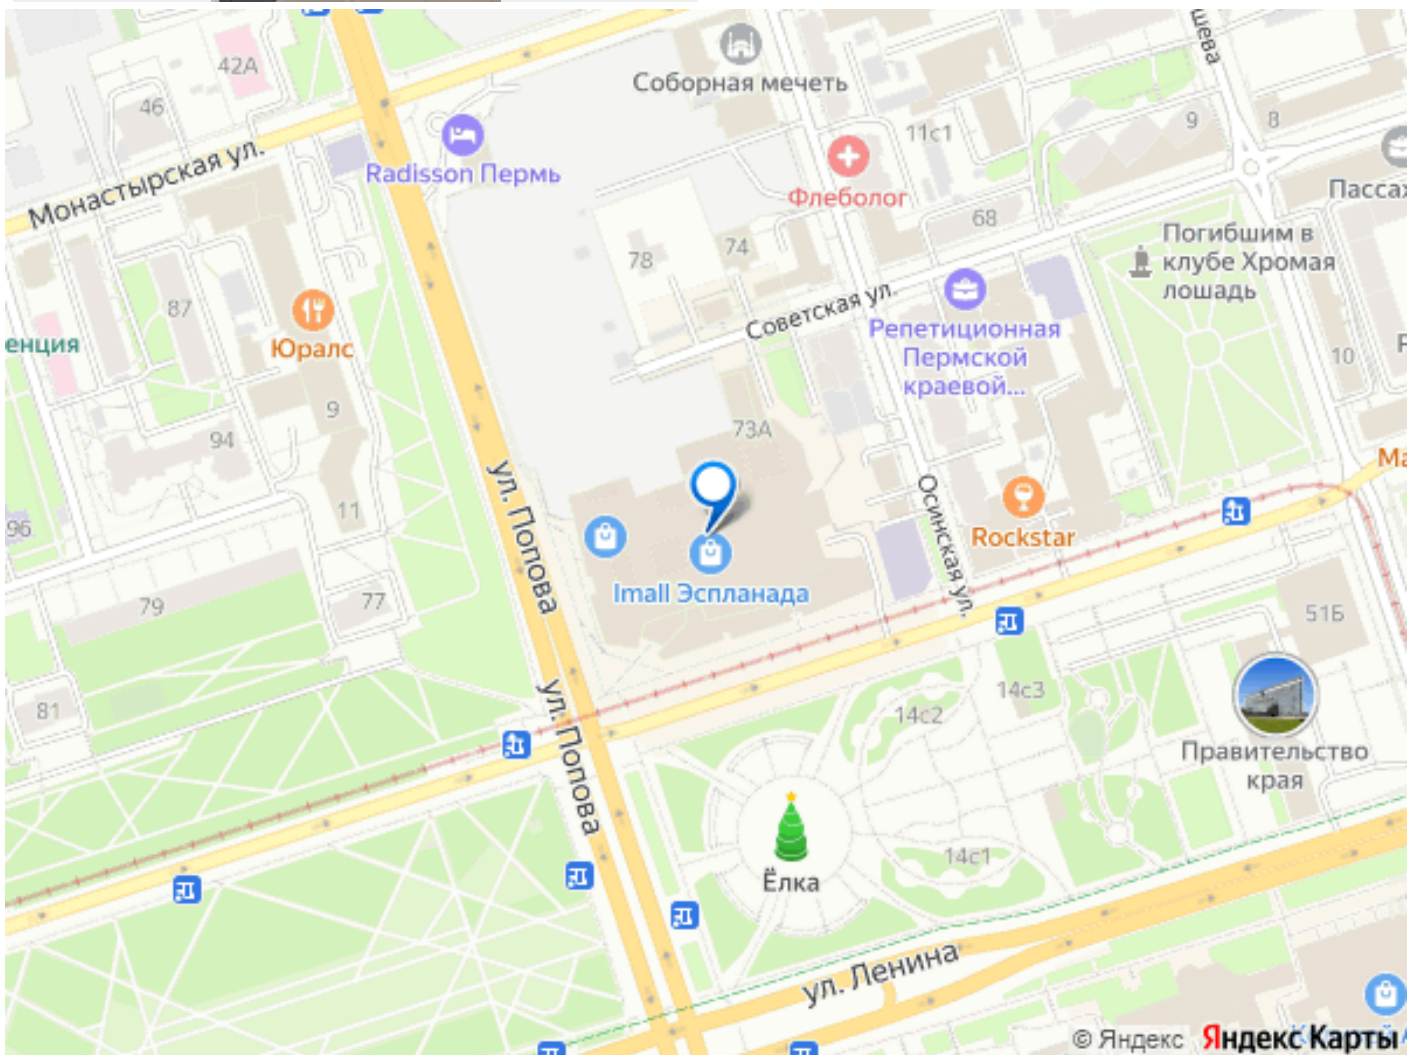 шева
42А
Соборная мечеть
46
11с1
9
8
Монастырская ул.
Radisson Пермь
Флеболог
Пассаж
68
Погибшим в
клубе Хромая
лошадь
78
74
Советская ул.
87
Репетиционная
Пермской
краевой...
енция
Юралс
10
9
73А
94
ул. Попова
Осинская ул.
Ма
96
11
Rockstar
Imall Эспланада
79
77
51Б
81
ул. Попова
14с3
14с2
Правительство
края
14с1
Ёлка
ул. Ленина
© Яндекс Яндекс Карты